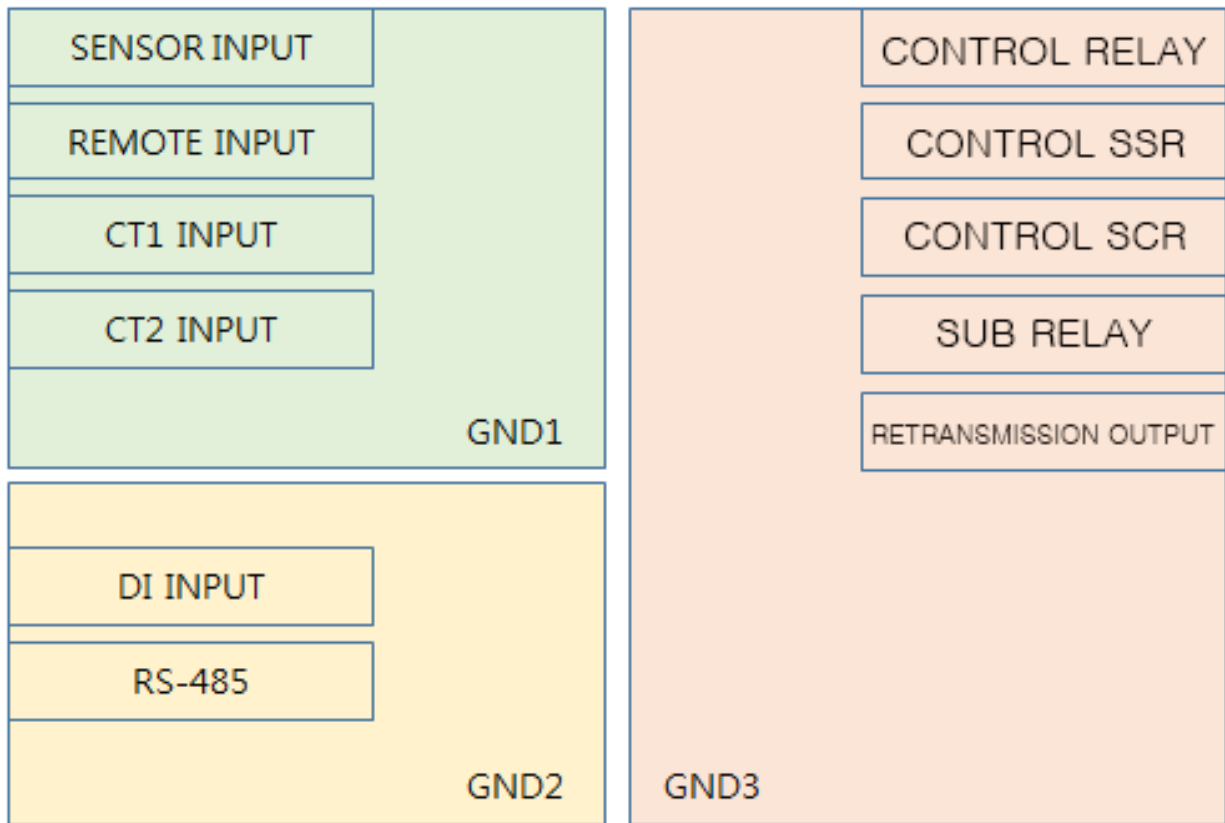 SENSOR INPUT
REMOTE INPUT
CT1 INPUT
CT2 INPUT
GND1
DI INPUT
RS-485
GND2
CONTROL RELAY
CONTROL SSR
CONTROL SCR
SUB RELAY
RETRANSMISSION OUTPUT
GND3